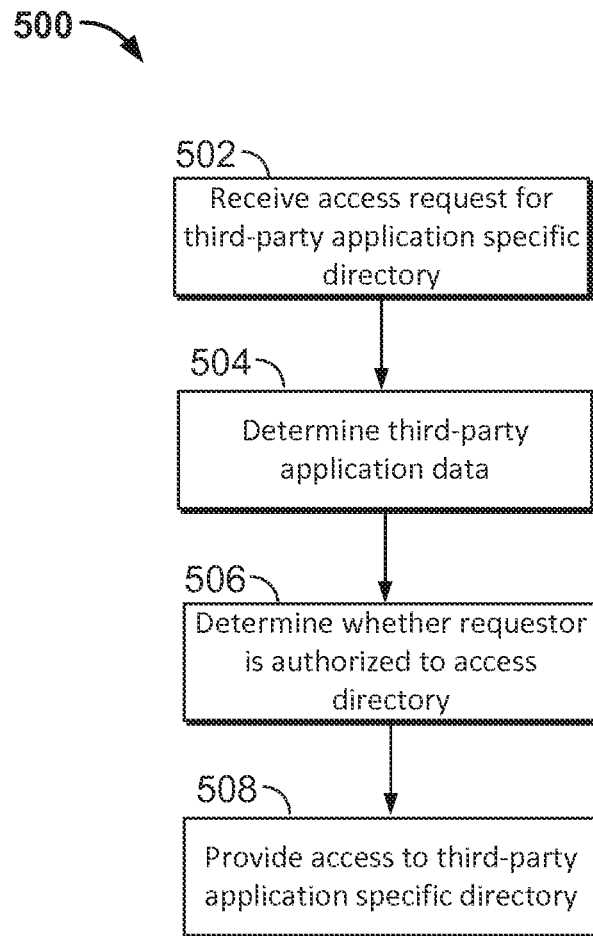 500
502
Receive access request for
third-party application specific
directory
504
Determine third-party
application data
506
Determine whether requestor
is authorized to access
directory
508
Provide access to third-party
application specific directory